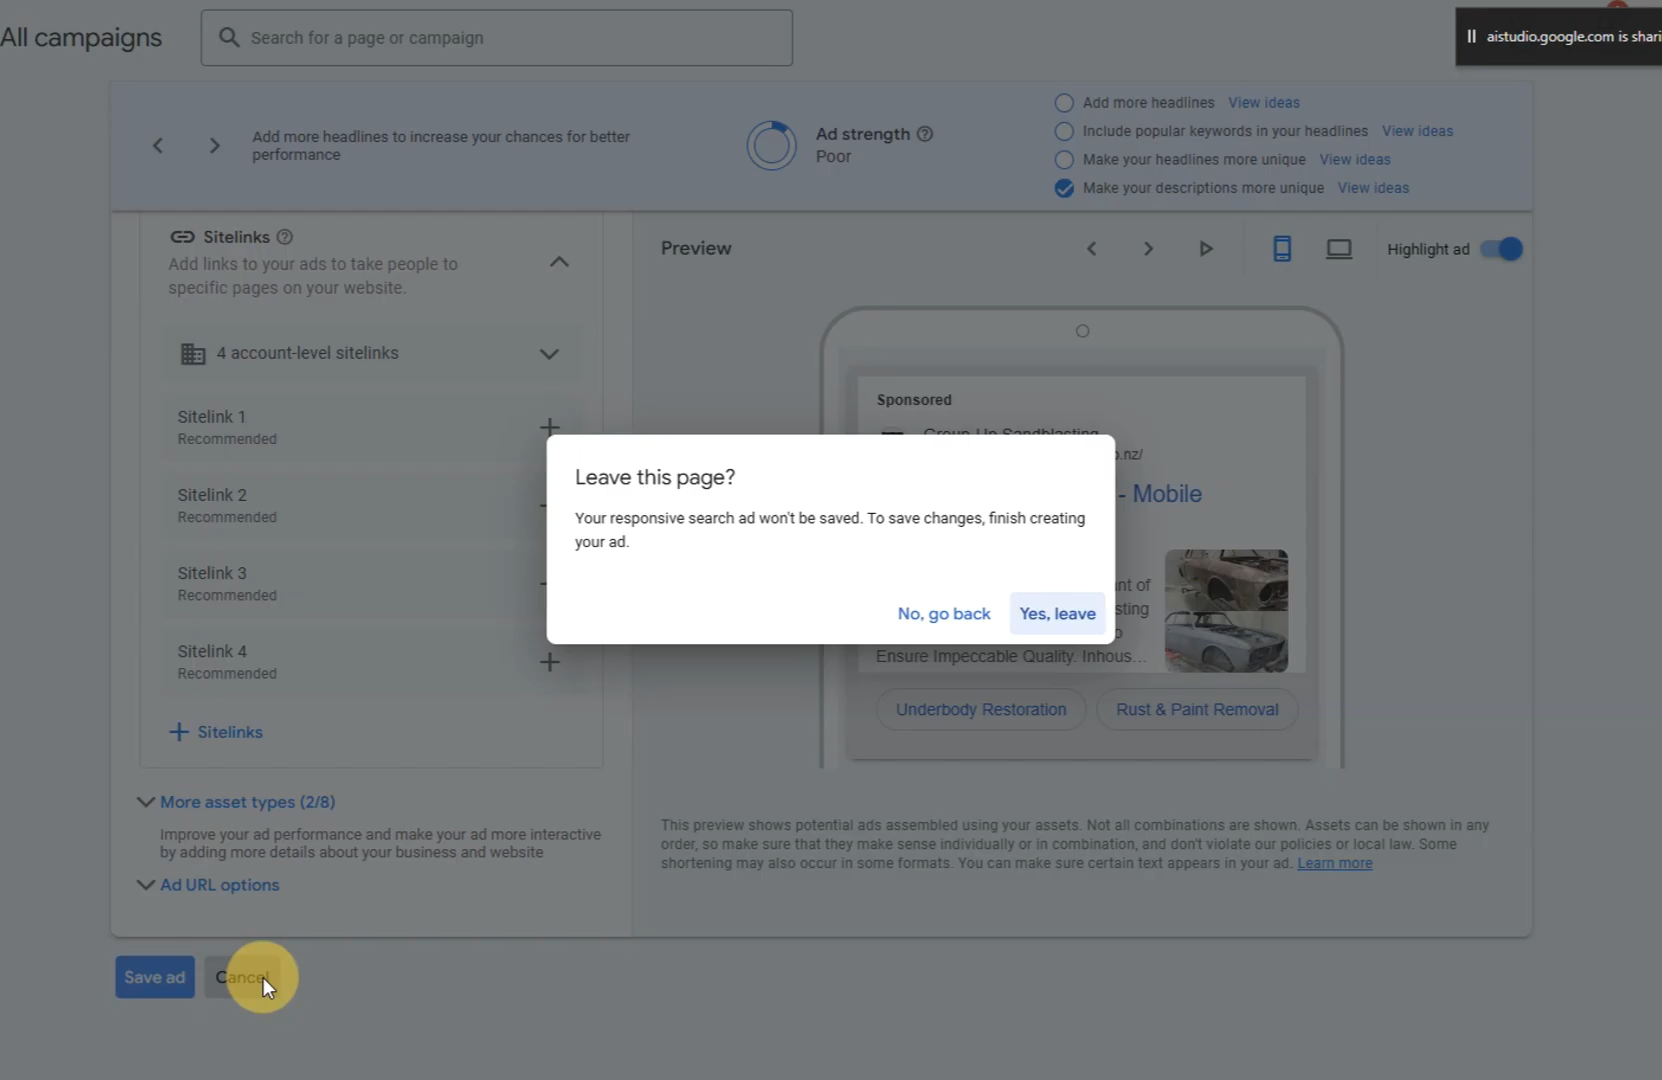 All campaigns
Search for a page or campaign
aistudio.google.com is shari
Add more headlines to increase your chances for better
performance
Ad strength
Poor
Add more headlines View ideas
Include popular keywords in your headlines View ideas
Make your headlines more unique View ideas
Make your descriptions more unique View ideas
Sitelinks
Add links to your ads to take people to
specific pages on your website.
4 account-level sitelinks
Sitelink 1
Recommended
Sitelink 2
Recommended
Sitelink 3
Recommended
Sitelink 4
Recommended
+ Sitelinks
More asset types (2/8)
Improve your ad performance and make your ad more interactive
by adding more details about your business and website
Ad URL options
Save ad
Cancel
Preview
Highlight ad
Sponsored
Group Up Sandblasting
o.nz/
- Mobile
nt of
sting
Ensure Impeccable Quality. Inhous...
Underbody Restoration
Rust & Paint Removal
This preview shows potential ads assembled using your assets. Not all combinations are shown. Assets can be shown in any
order, so make sure that they make sense individually or in combination, and don't violate our policies or local law. Some
shortening may also occur in some formats. You can make sure certain text appears in your ad. Learn more
Leave this page?
Your responsive search ad won't be saved. To save changes, finish creating
your ad.
No, go back
Yes, leave